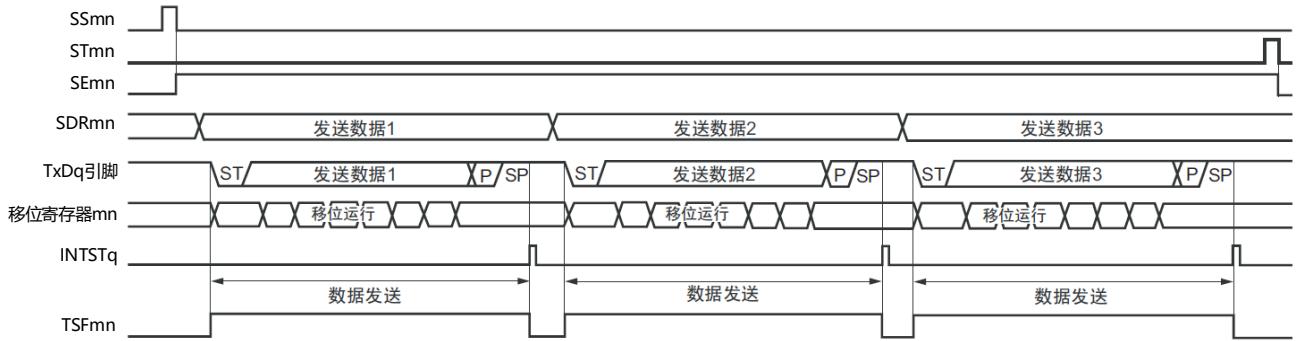 SSmn
STmn
SEmn
SDRmn 发送数据1 发送数据2 发送数据3
TxDq引脚 ST 发送数据1 P SP ST 发送数据2 P SP ST 发送数据3 P SP
移位寄存器mn 移位运行 移位运行 移位运行
INTSTq
数据发送 数据发送 数据发送
TSFmn